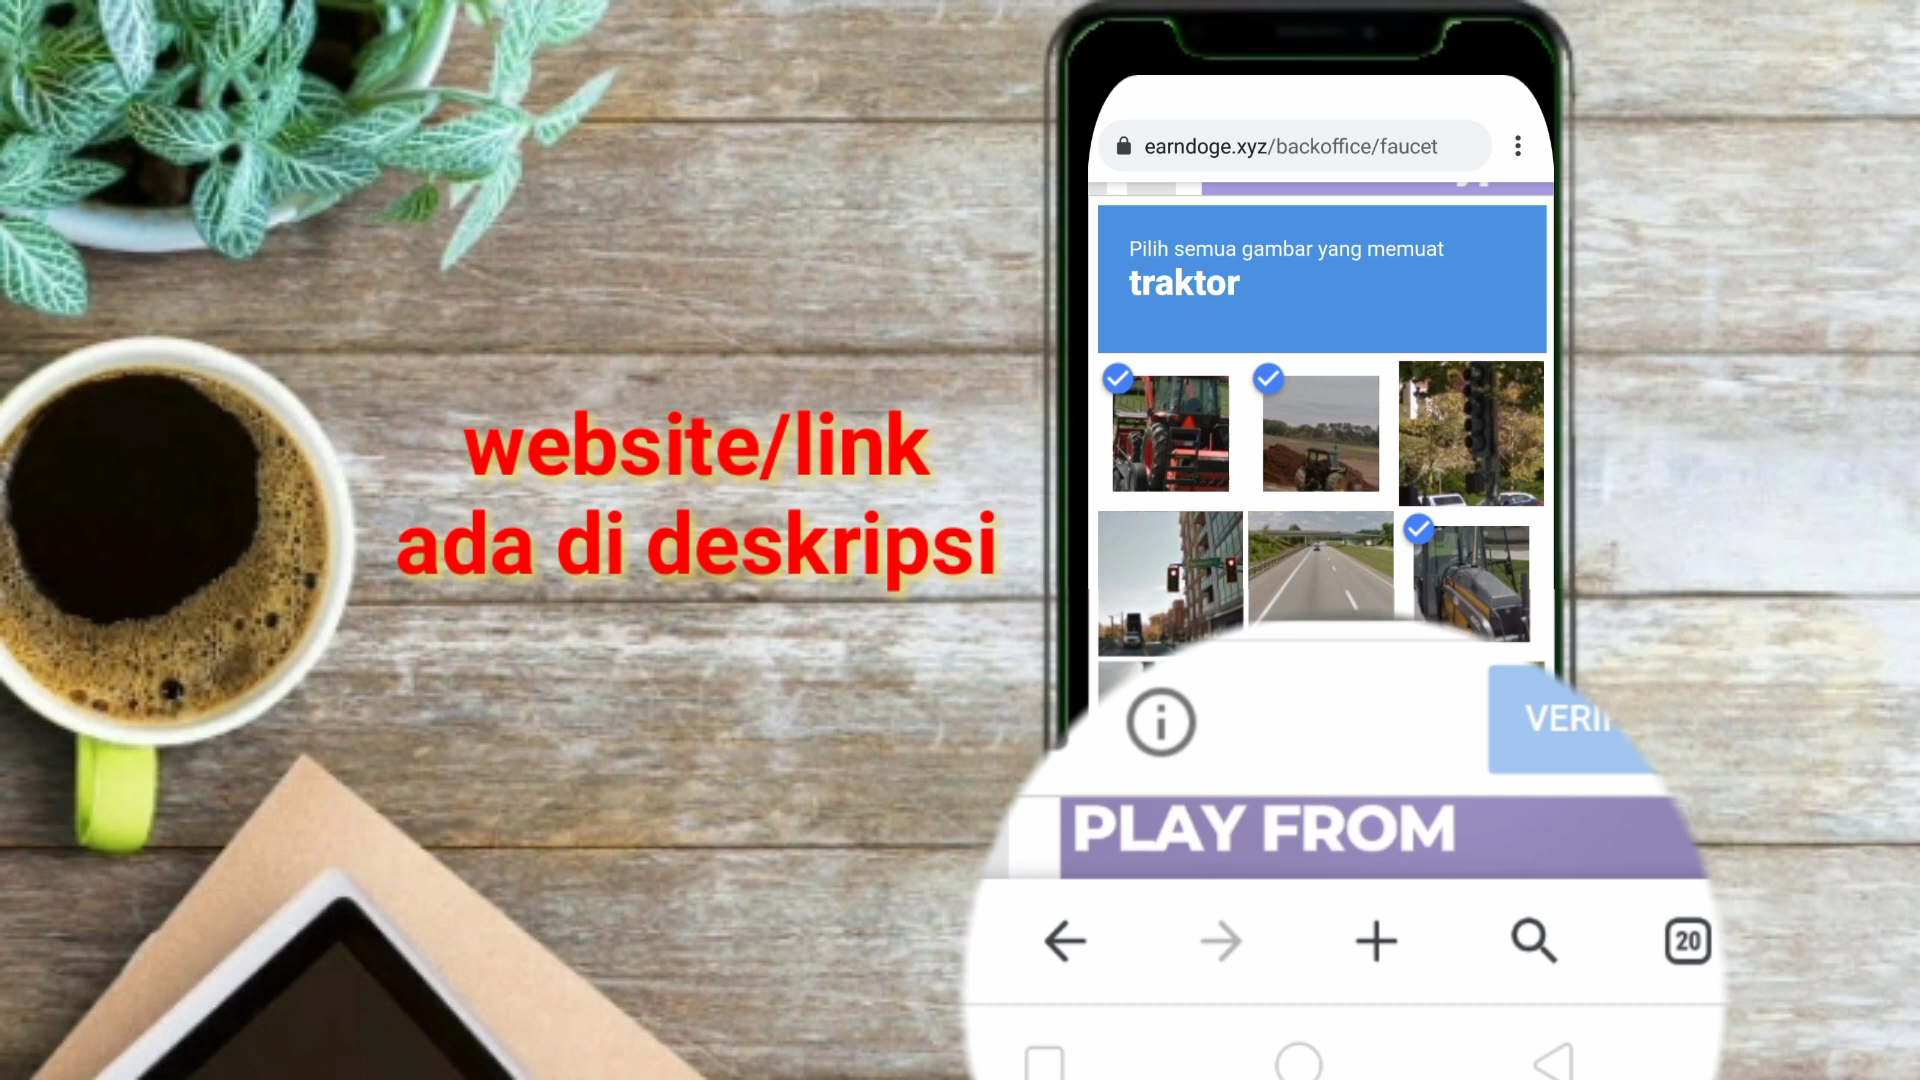 earndoge.xyz/backoffice/faucet
Pilih semua gambar yang memuat
traktor
website/link
ada di deskripsi
PLAY FROM
20